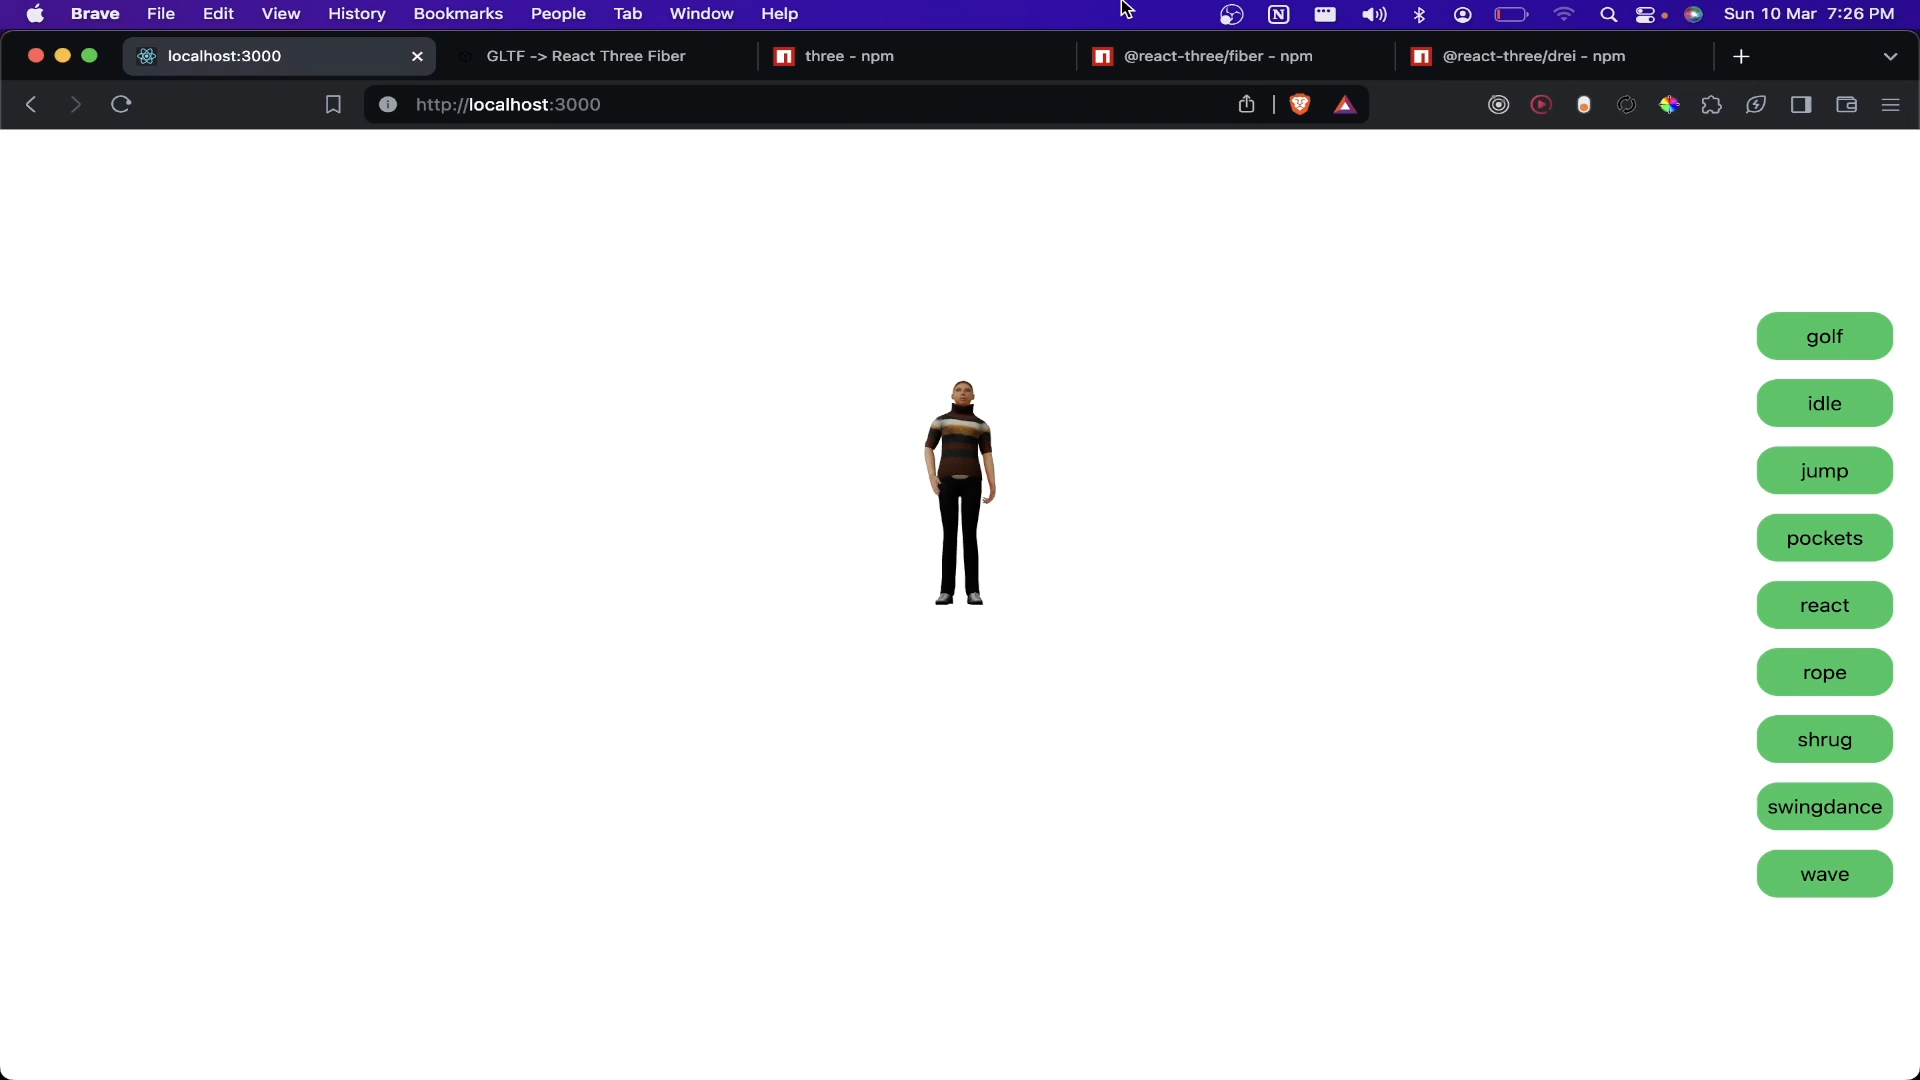 Brave File Edit View History Bookmarks People Tab Window Help Sun 10 Mar 7:26 PM
localhost:3000 GLTF -> React Three Fiber three - npm @react-three/fiber - npm @react-three/drei - npm
http://localhost:3000
golf
idle
jump
pockets
react
rope
shrug
swingdance
wave